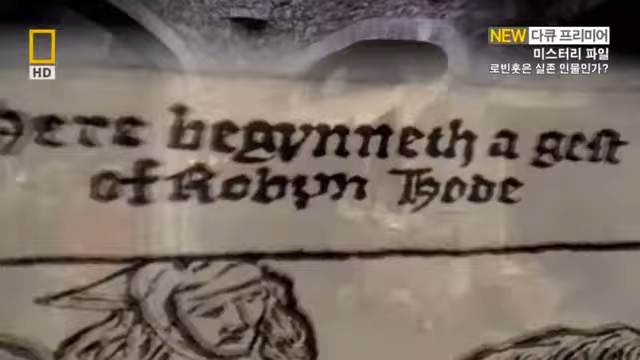 HD
NEW 다큐 프리미어
미스터리 파일
로빈훗은 실존 인물인가?
Here begynneth a gest
of Robyn Hode